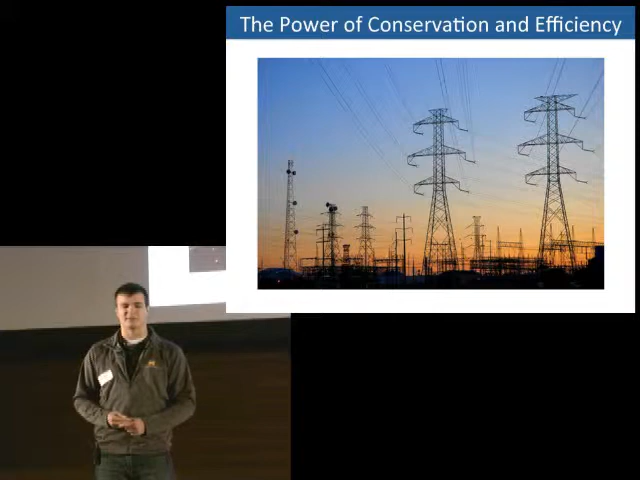 The Power of Conservation and Efficiency